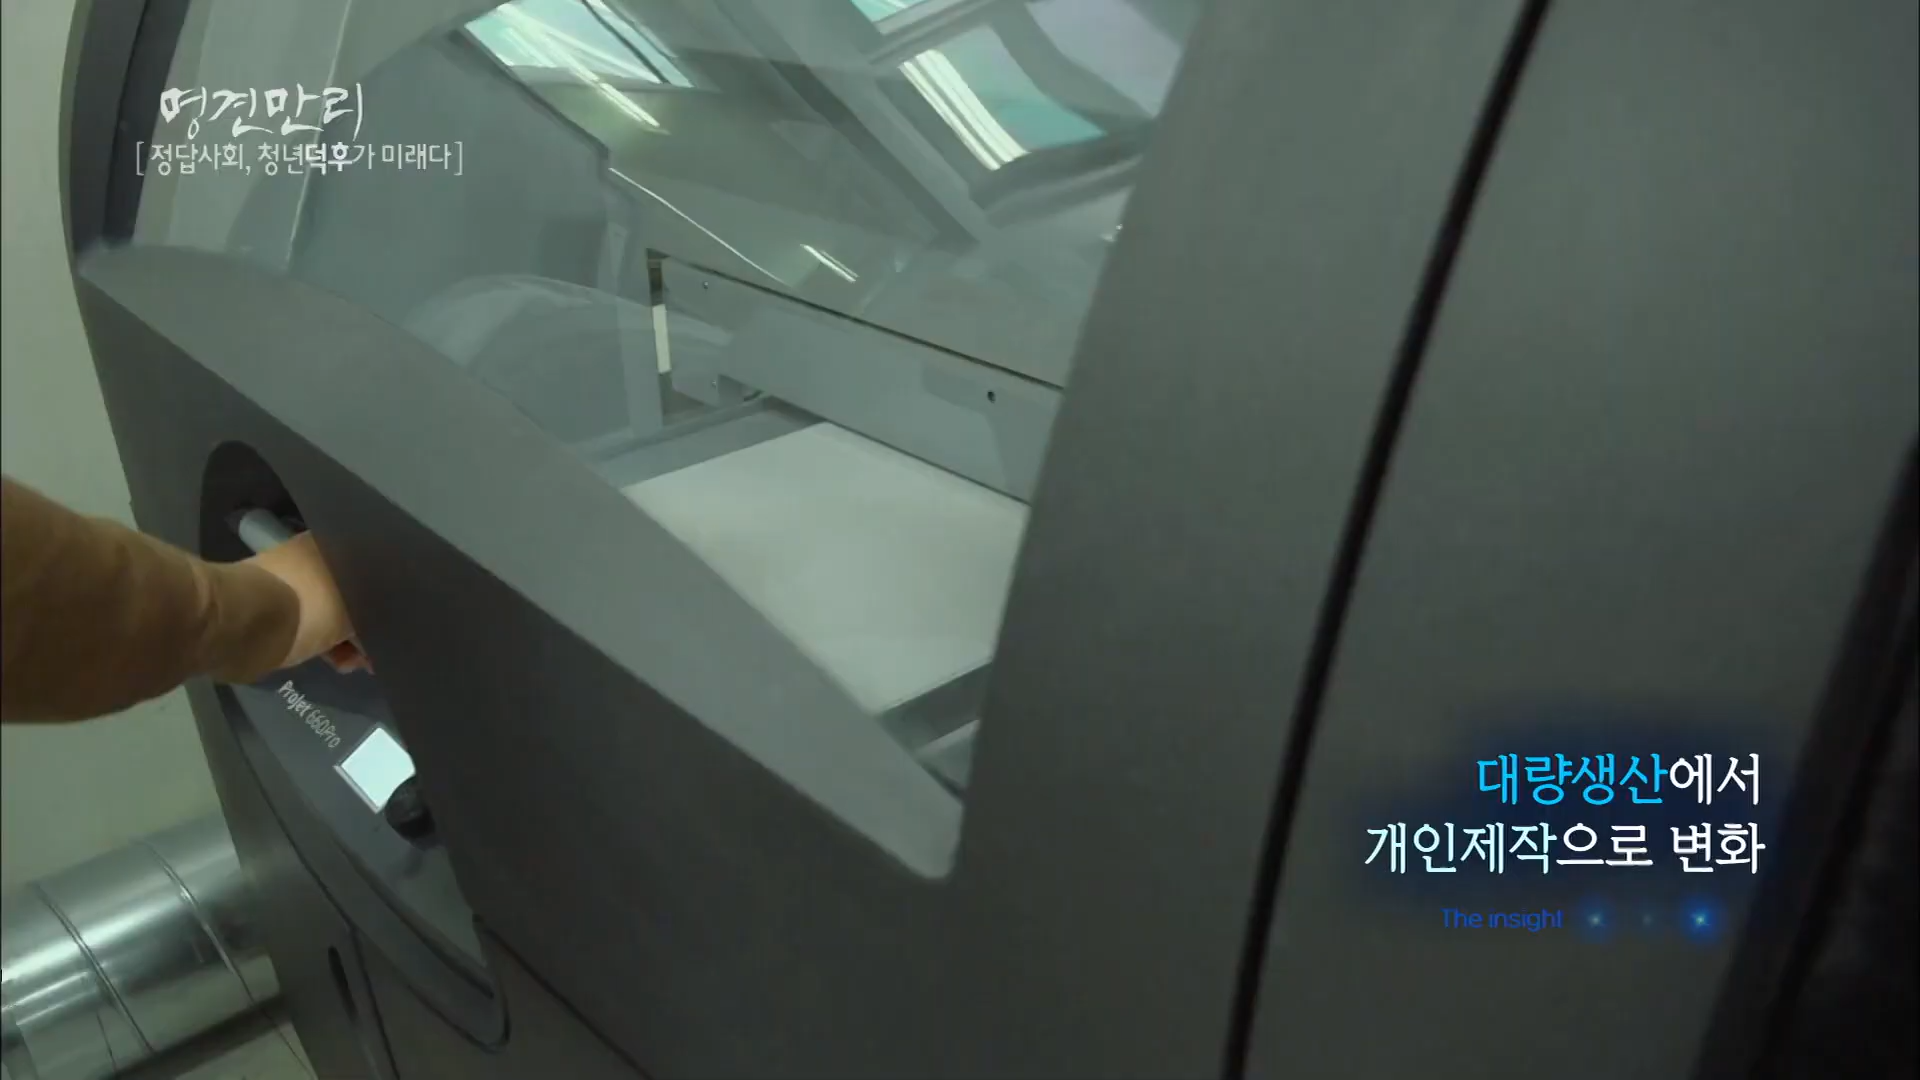 명견만리
[ 정답사회, 청년덕후가 미래다 ]
ProJet 660Pro
대량생산에서
개인제작으로 변화
The insight